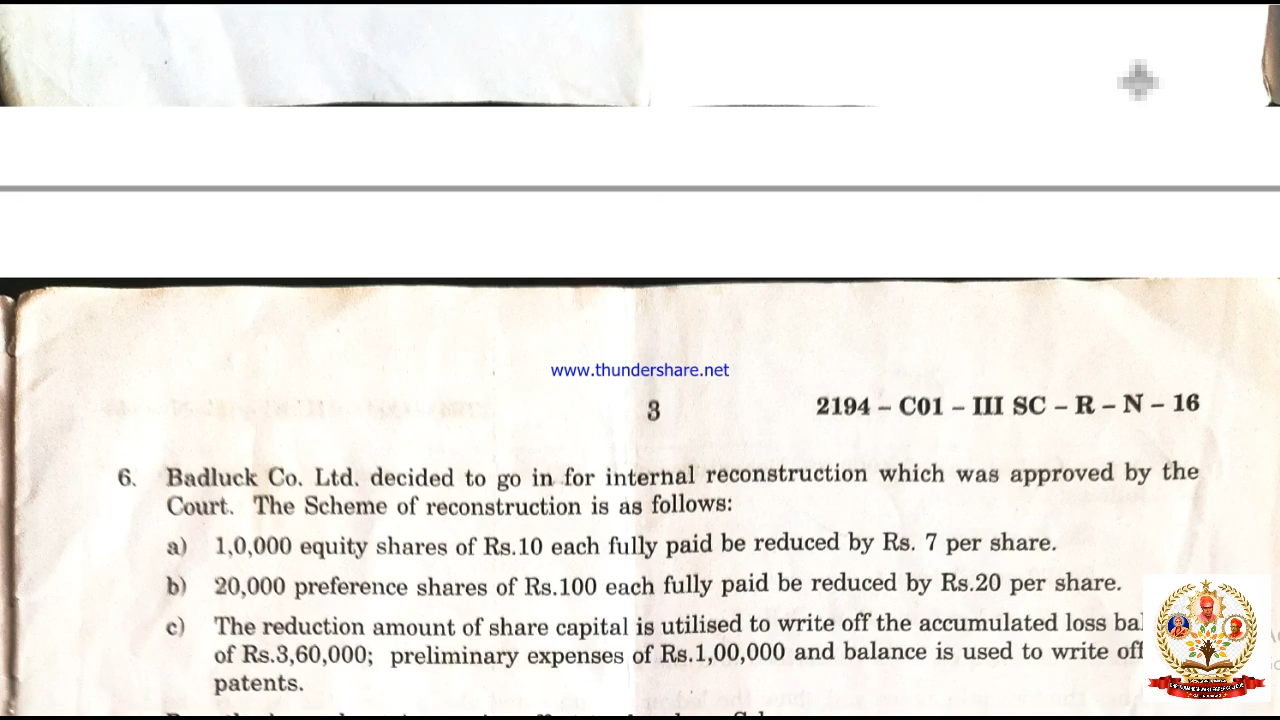 www.thundershare.net
3
2194 – C01 – III SC – R – N – 16
6. Badluck Co. Ltd. decided to go in for internal reconstruction which was approved by the
Court. The Scheme of reconstruction is as follows:
a) 1,0,000 equity shares of Rs.10 each fully paid be reduced by Rs. 7 per share.
b) 20,000 preference shares of Rs.100 each fully paid be reduced by Rs.20 per share.
c) The reduction amount of share capital is utilised to write off the accumulated loss bal
of Rs.3,60,000; preliminary expenses of Rs.1,00,000 and balance is used to write off
patents.